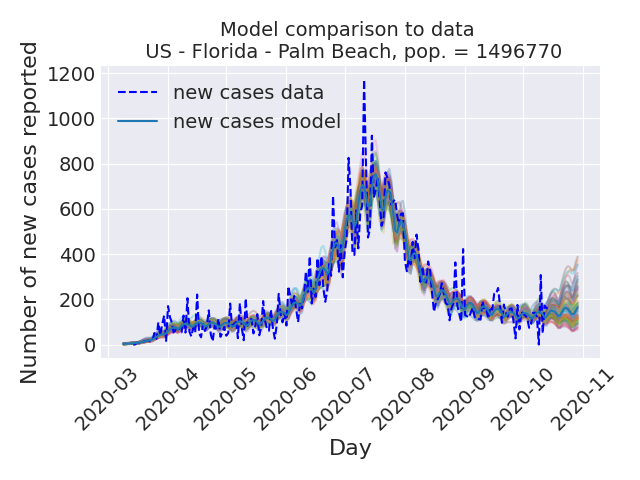 Model comparison to data
US - Florida - Palm Beach, pop. = 1496770
Number of new cases reported
1200
1000
800
600
400
200
0
new cases data
new cases model
2020-03
2020-04
2020-05
2020-06
2020-07
2020-08
2020-09
2020-10
2020-11
Day